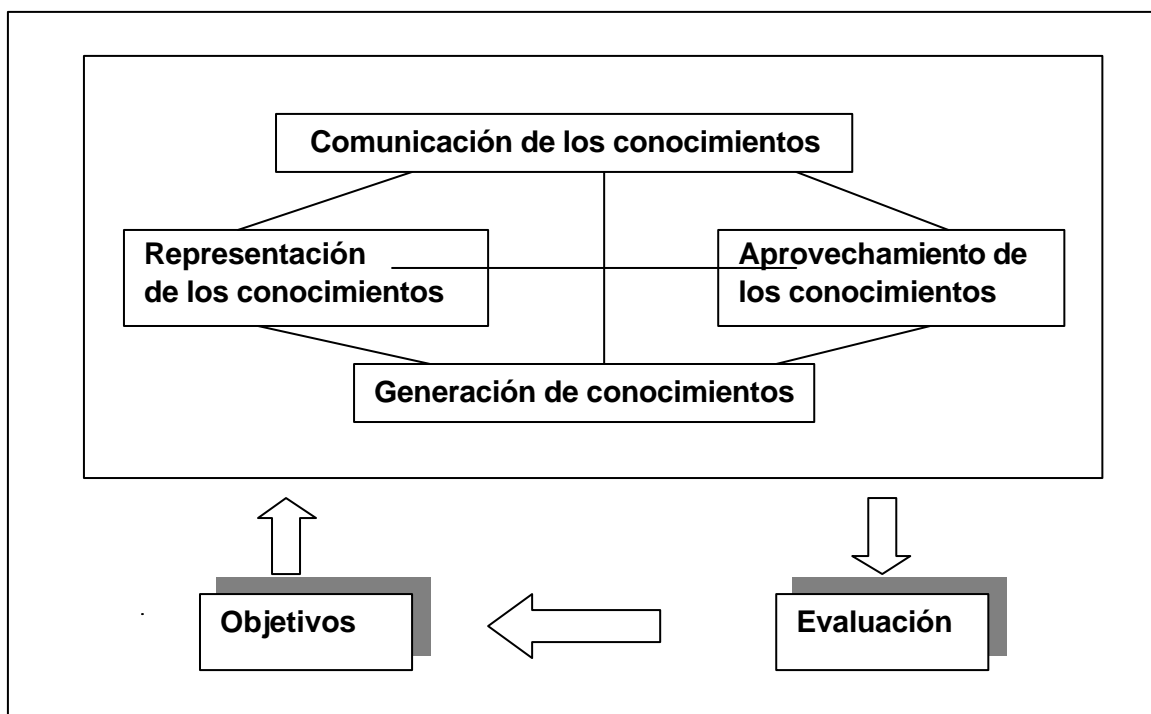 Comunicación de los conocimientos
Representación
de los conocimientos
Aprovechamiento de
los conocimientos
Generación de conocimientos
Objetivos
Evaluación